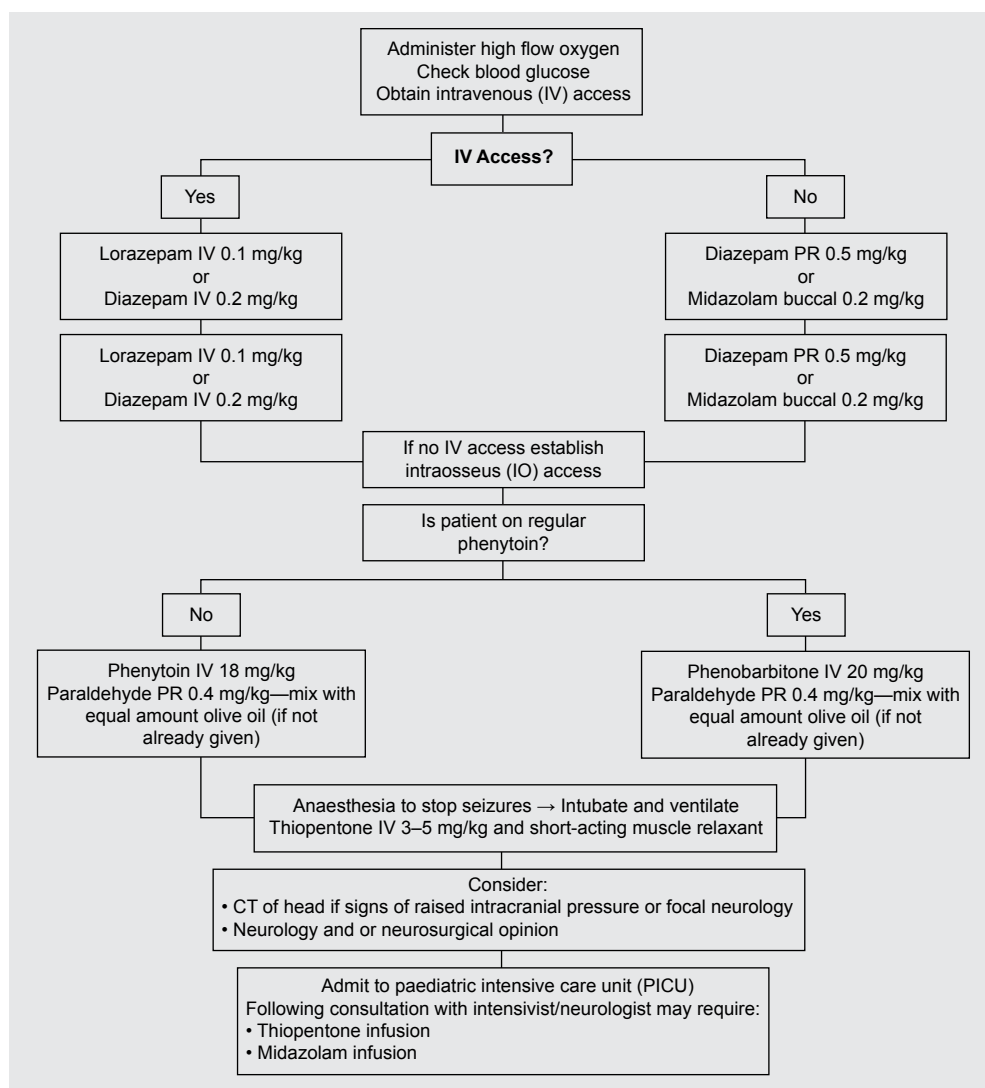 Administer high flow oxygen
Check blood glucose
Obtain intravenous (IV) access
IV Access?
Yes
No
Lorazepam IV 0.1 mg/kg
or
Diazepam IV 0.2 mg/kg
Diazepam PR 0.5 mg/kg
or
Midazolam buccal 0.2 mg/kg
Lorazepam IV 0.1 mg/kg
or
Diazepam IV 0.2 mg/kg
Diazepam PR 0.5 mg/kg
or
Midazolam buccal 0.2 mg/kg
If no IV access establish
intraosseus (IO) access
Is patient on regular
phenytoin?
No
Yes
Phenytoin IV 18 mg/kg
Paraldehyde PR 0.4 mg/kg—mix with
equal amount olive oil (if not
already given)
Phenobarbitone IV 20 mg/kg
Paraldehyde PR 0.4 mg/kg—mix with
equal amount olive oil (if not
already given)
Anaesthesia to stop seizures → Intubate and ventilate
Thiopentone IV 3–5 mg/kg and short-acting muscle relaxant
Consider:
• CT of head if signs of raised intracranial pressure or focal neurology
• Neurology and or neurosurgical opinion
Admit to paediatric intensive care unit (PICU)
Following consultation with intensivist/neurologist may require:
• Thiopentone infusion
• Midazolam infusion